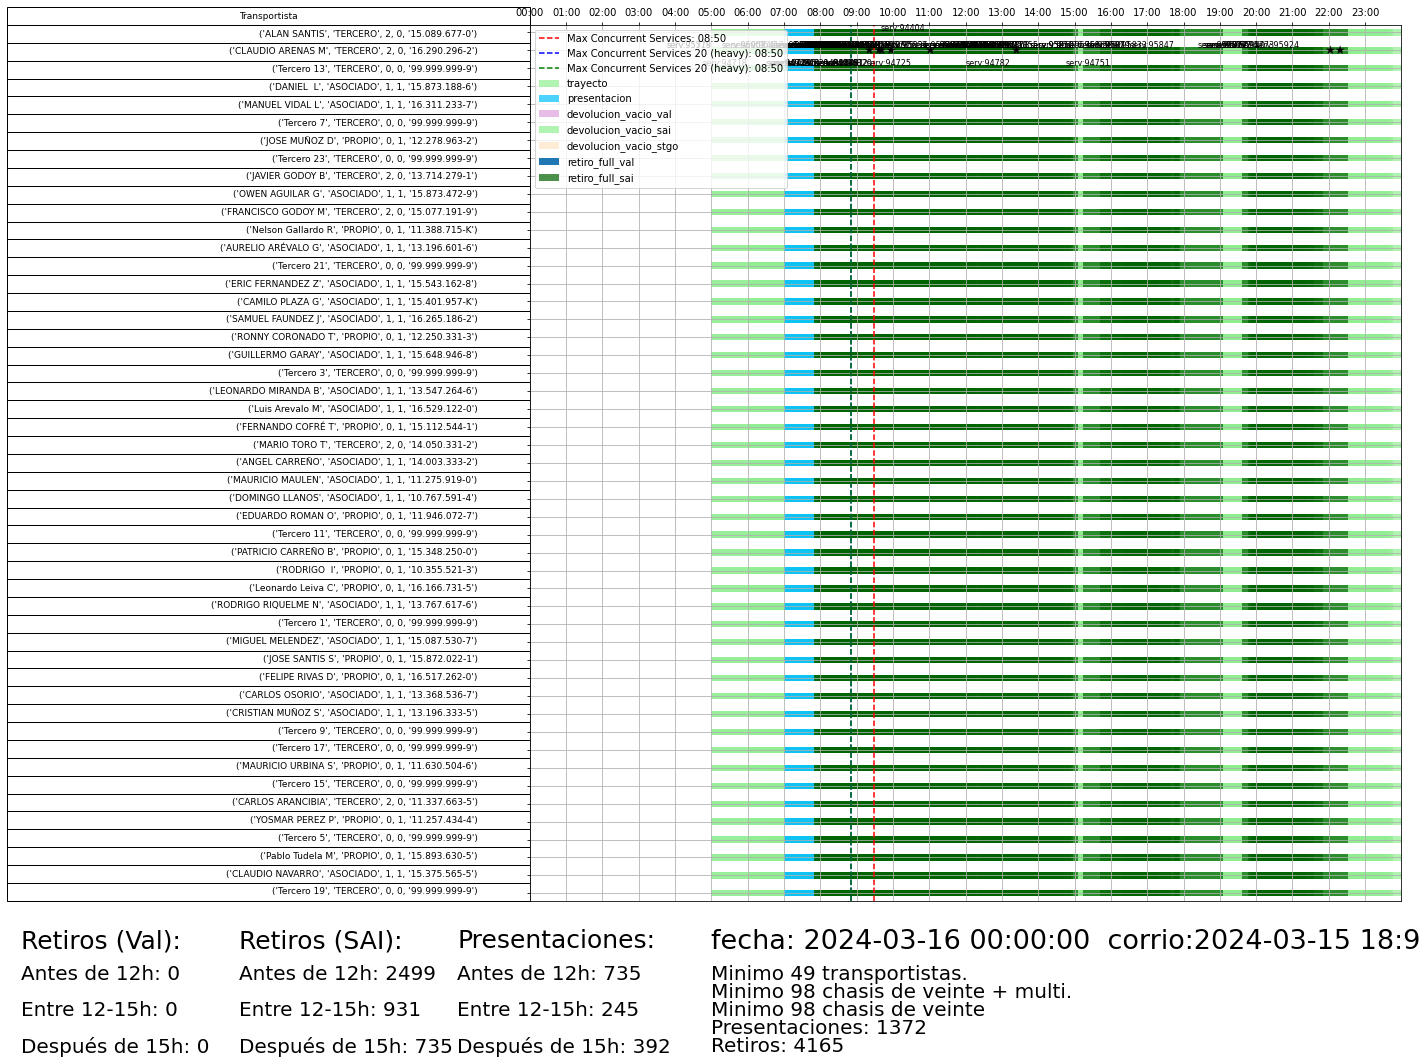 Transportista
00:00 01:00 02:00 03:00 04:00 05:00 06:00 07:00 08:00 09:00 10:00 11:00 12:00 13:00 14:00 15:00 16:00 17:00 18:00 19:00 20:00 21:00 22:00 23:00
('ALAN SANTIS', 'TERCERO', 2, 0, '15.089.677-0')
('CLAUDIO ARENAS M', 'TERCERO', 2, 0, '16.290.296-2')
('Tercero 13', 'TERCERO', 0, 0, '99.999.999-9')
('DANIEL  L', 'ASOCIADO', 1, 1, '15.873.188-6')
('MANUEL VIDAL L', 'ASOCIADO', 1, 1, '16.311.233-7')
('Tercero 7', 'TERCERO', 0, 0, '99.999.999-9')
('JOSE MUÑOZ D', 'PROPIO', 0, 1, '12.278.963-2')
('Tercero 23', 'TERCERO', 0, 0, '99.999.999-9')
('JAVIER GODOY B', 'TERCERO', 2, 0, '13.714.279-1')
('OWEN AGUILAR G', 'ASOCIADO', 1, 1, '15.873.472-9')
('FRANCISCO GODOY M', 'TERCERO', 2, 0, '15.077.191-9')
('Nelson Gallardo R', 'PROPIO', 0, 1, '11.388.715-K')
('AURELIO ARÉVALO G', 'ASOCIADO', 1, 1, '13.196.601-6')
('Tercero 21', 'TERCERO', 0, 0, '99.999.999-9')
('ERIC FERNANDEZ Z', 'ASOCIADO', 1, 1, '15.543.162-8')
('CAMILO PLAZA G', 'ASOCIADO', 1, 1, '15.401.957-K')
('SAMUEL FAUNDEZ J', 'ASOCIADO', 1, 1, '16.265.186-2')
('RONNY CORONADO T', 'PROPIO', 0, 1, '12.250.331-3')
('GUILLERMO GARAY', 'ASOCIADO', 1, 1, '15.648.946-8')
('Tercero 3', 'TERCERO', 0, 0, '99.999.999-9')
('LEONARDO MIRANDA B', 'ASOCIADO', 1, 1, '13.547.264-6')
('Luis Arevalo M', 'ASOCIADO', 1, 1, '16.529.122-0')
('FERNANDO COFRÉ T', 'PROPIO', 0, 1, '15.112.544-1')
('MARIO TORO T', 'TERCERO', 2, 0, '14.050.331-2')
('ANGEL CARREÑO', 'ASOCIADO', 1, 1, '14.003.333-2')
('MAURICIO MAULEN', 'ASOCIADO', 1, 1, '11.275.919-0')
('DOMINGO LLANOS', 'ASOCIADO', 1, 1, '10.767.591-4')
('EDUARDO ROMAN O', 'PROPIO', 0, 1, '11.946.072-7')
('Tercero 11', 'TERCERO', 0, 0, '99.999.999-9')
('PATRICIO CARREÑO B', 'PROPIO', 0, 1, '15.348.250-0')
('RODRIGO  I', 'PROPIO', 0, 1, '10.355.521-3')
('Leonardo Leiva C', 'PROPIO', 0, 1, '16.166.731-5')
('RODRIGO RIQUELME N', 'ASOCIADO', 1, 1, '13.767.617-6')
('Tercero 1', 'TERCERO', 0, 0, '99.999.999-9')
('MIGUEL MELENDEZ', 'ASOCIADO', 1, 1, '15.087.530-7')
('JOSE SANTIS S', 'PROPIO', 0, 1, '15.872.022-1')
('FELIPE RIVAS D', 'PROPIO', 0, 1, '16.517.262-0')
('CARLOS OSORIO', 'ASOCIADO', 1, 1, '13.368.536-7')
('CRISTIAN MUÑOZ S', 'ASOCIADO', 1, 1, '13.196.333-5')
('Tercero 9', 'TERCERO', 0, 0, '99.999.999-9')
('Tercero 17', 'TERCERO', 0, 0, '99.999.999-9')
('MAURICIO URBINA S', 'PROPIO', 0, 1, '11.630.504-6')
('Tercero 15', 'TERCERO', 0, 0, '99.999.999-9')
('CARLOS ARANCIBIA', 'TERCERO', 2, 0, '11.337.663-5')
('YOSMAR PEREZ P', 'PROPIO', 0, 1, '11.257.434-4')
('Tercero 5', 'TERCERO', 0, 0, '99.999.999-9')
('Pablo Tudela M', 'PROPIO', 0, 1, '15.893.630-5')
('CLAUDIO NAVARRO', 'ASOCIADO', 1, 1, '15.375.565-5')
('Tercero 19', 'TERCERO', 0, 0, '99.999.999-9')
Max Concurrent Services: 08:50
Max Concurrent Services 20 (heavy): 08:50
Max Concurrent Services 20 (heavy): 08:50
trayecto
presentacion
devolucion_vacio_val
devolucion_vacio_sai
devolucion_vacio_stgo
retiro_full_val
retiro_full_sai
serv:94404
serv:94725
serv:94782
serv:94751
Retiros (Val):
Antes de 12h: 0
Entre 12-15h: 0
Después de 15h: 0
Retiros (SAI):
Antes de 12h: 2499
Entre 12-15h: 931
Después de 15h: 735
Presentaciones:
Antes de 12h: 735
Entre 12-15h: 245
Después de 15h: 392
fecha: 2024-03-16 00:00:00  corrio:2024-03-15 18:9
Minimo 49 transportistas.
Minimo 98 chasis de veinte + multi.
Minimo 98 chasis de veinte
Presentaciones: 1372
Retiros: 4165